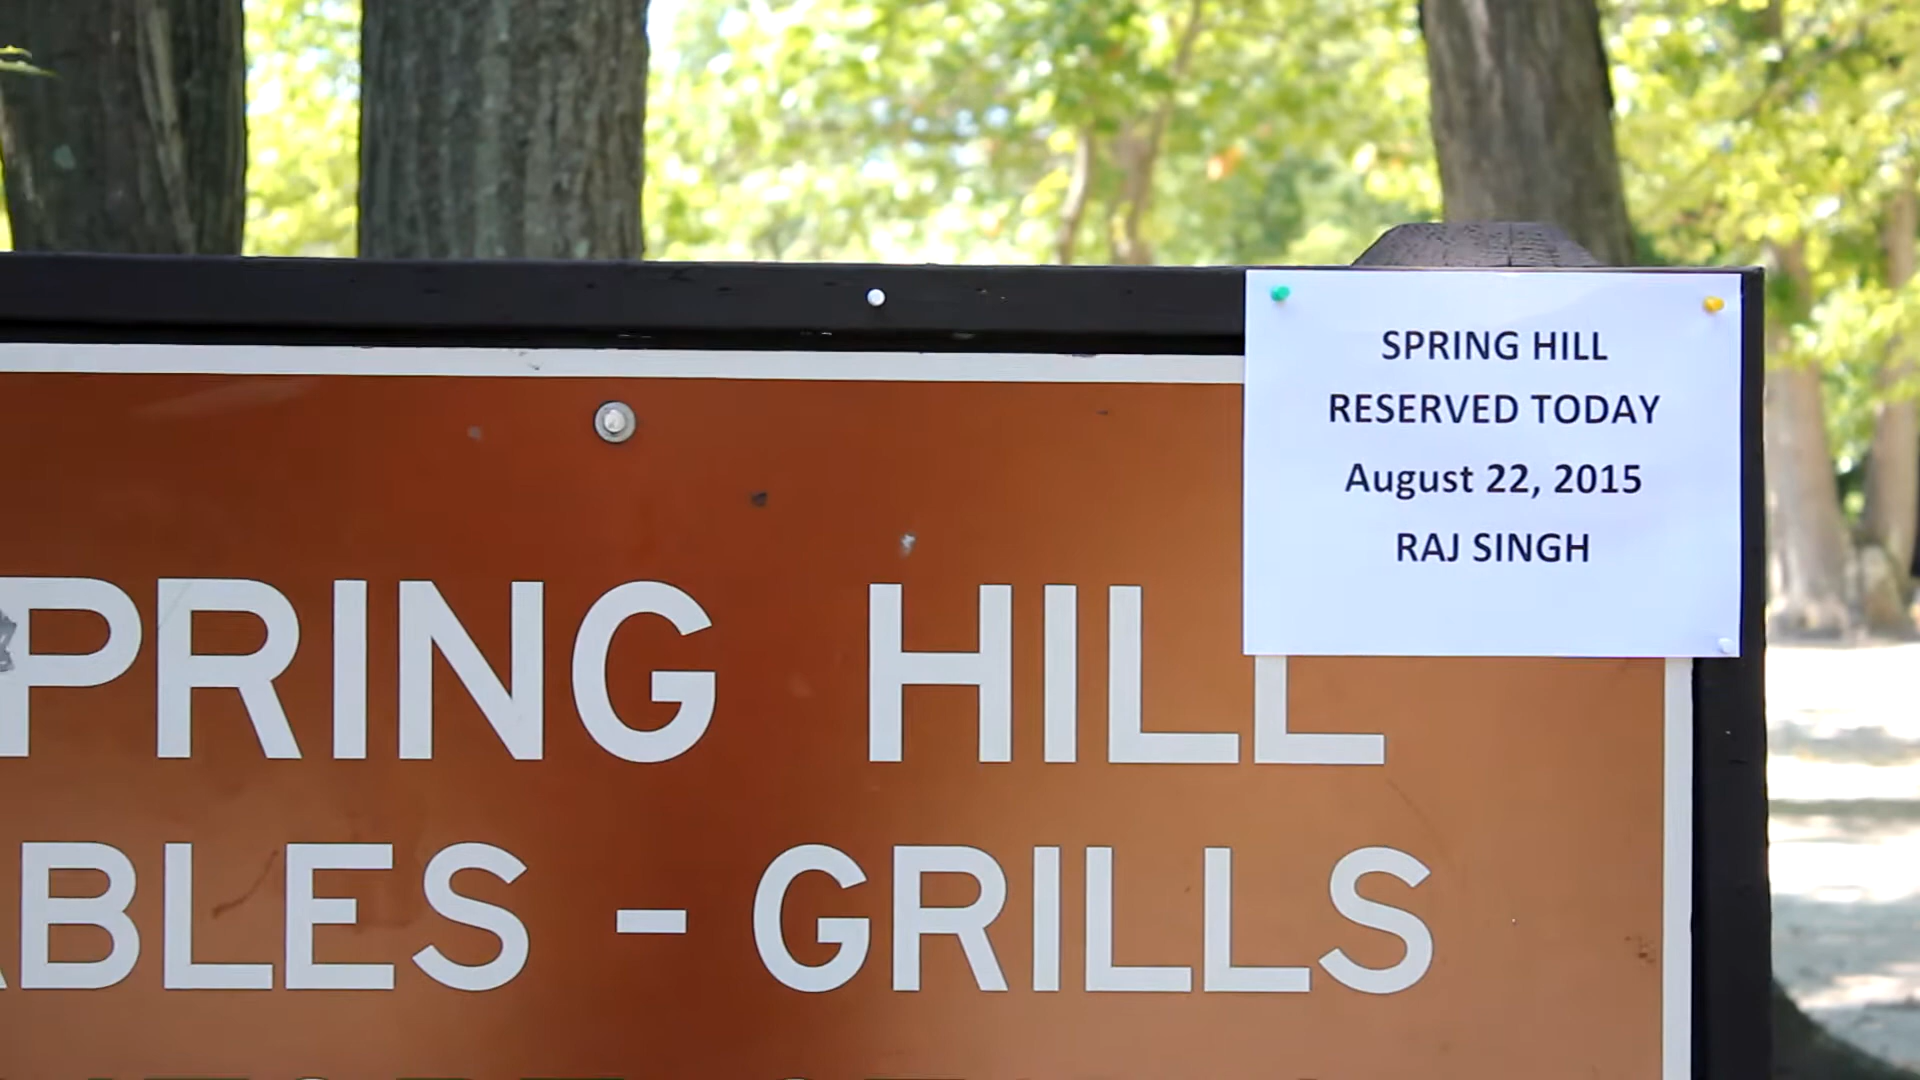 SPRING HILL
RESERVED TODAY
August 22, 2015
RAJ SINGH
PRING HILL
ABLES - GRILLS